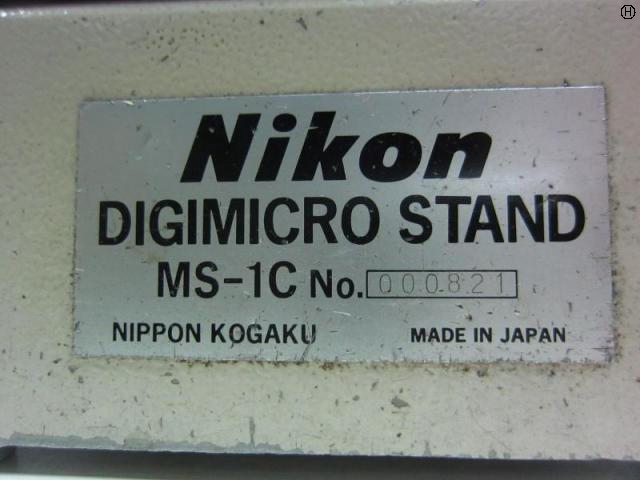 Nikon
DIGIMICRO STAND
MS-1C No. 000821
NIPPON KOGAKU MADE IN JAPAN
H